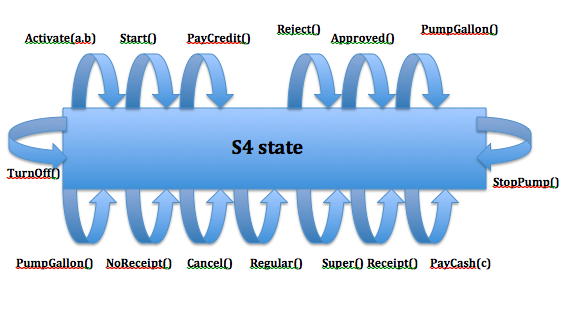 Activate(a,b) Start() PayCredit() Reject() Approved() PumpGallon()
S4 state
TurnOff() StopPump()
PumpGallon() NoReceipt() Cancel() Regular() Super() Receipt() PayCash(c)